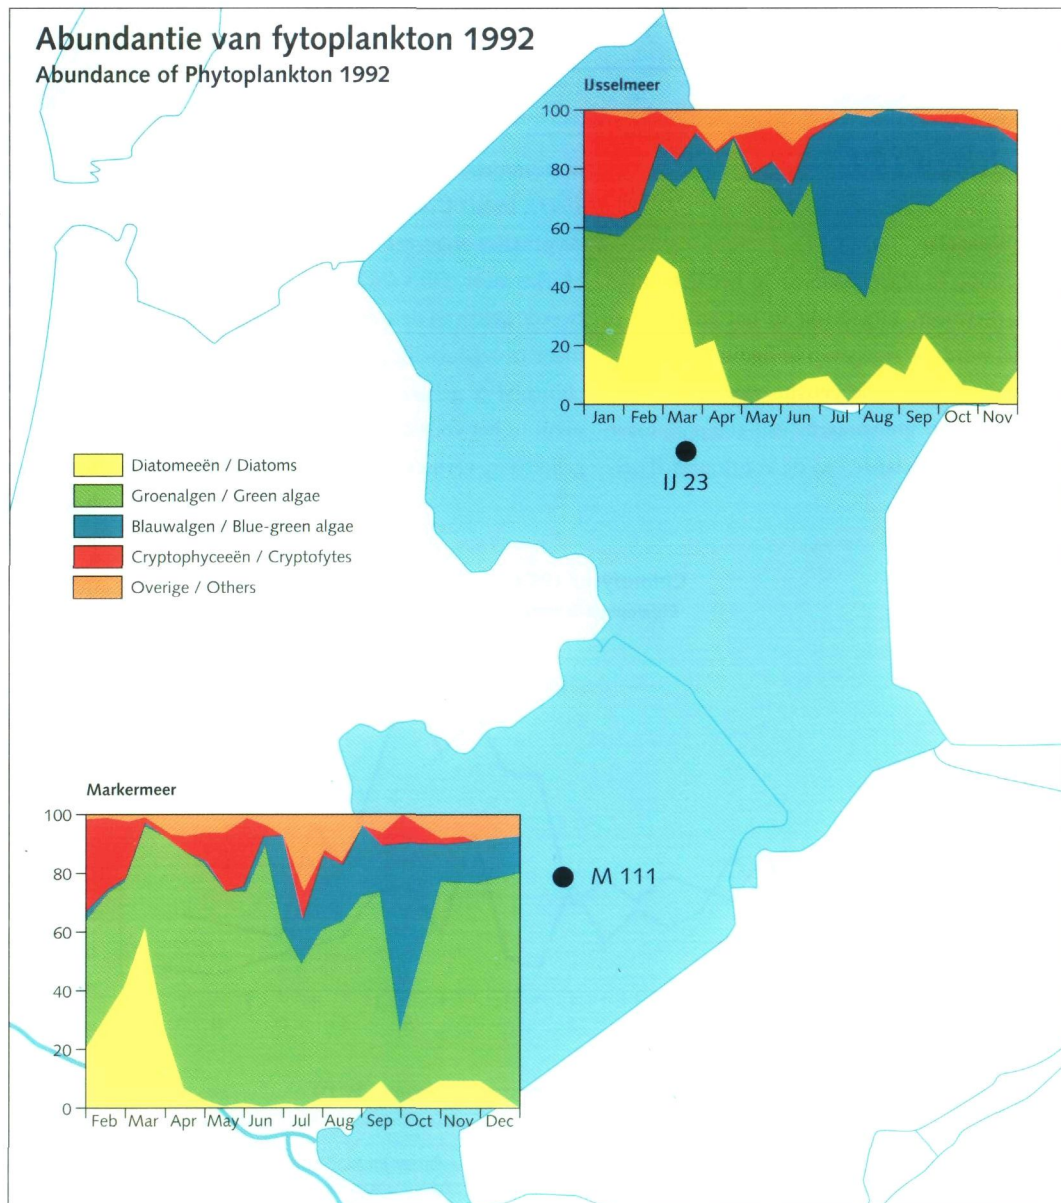 Abundantie van fytoplankton 1992
Abundance of Phytoplankton 1992
IJsselmeer
100
80
60
40
20
0
Jan Feb Mar Apr May Jun Jul Aug Sep Oct Nov
IJ 23
Diatomeeën / Diatoms
Groenalgen / Green algae
Blauwalgen / Blue-green algae
Cryptophyceeën / Cryptofytes
Overige / Others
Markermeer
100
80
60
40
20
0
Feb Mar Apr May Jun Jul Aug Sep Oct Nov Dec
M 111